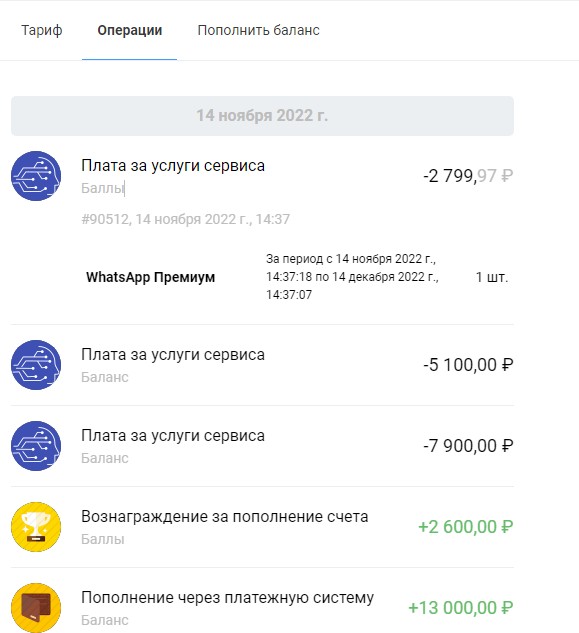 Тариф Операции Пополнить баланс
14 ноября 2022 г.
Плата за услуги сервиса
-2 799,97 ₽
Баллы
#90512, 14 ноября 2022 г., 14:37
WhatsApp Премиум
За период с 14 ноября 2022 г.,
14:37:18 по 14 декабря 2022 г.,
14:37:07
1 шт.
Плата за услуги сервиса
-5 100,00 ₽
Баланс
Плата за услуги сервиса
-7 900,00 ₽
Баланс
Вознаграждение за пополнение счета
+2 600,00 ₽
Баллы
Пополнение через платежную систему
+13 000,00 ₽
Баланс